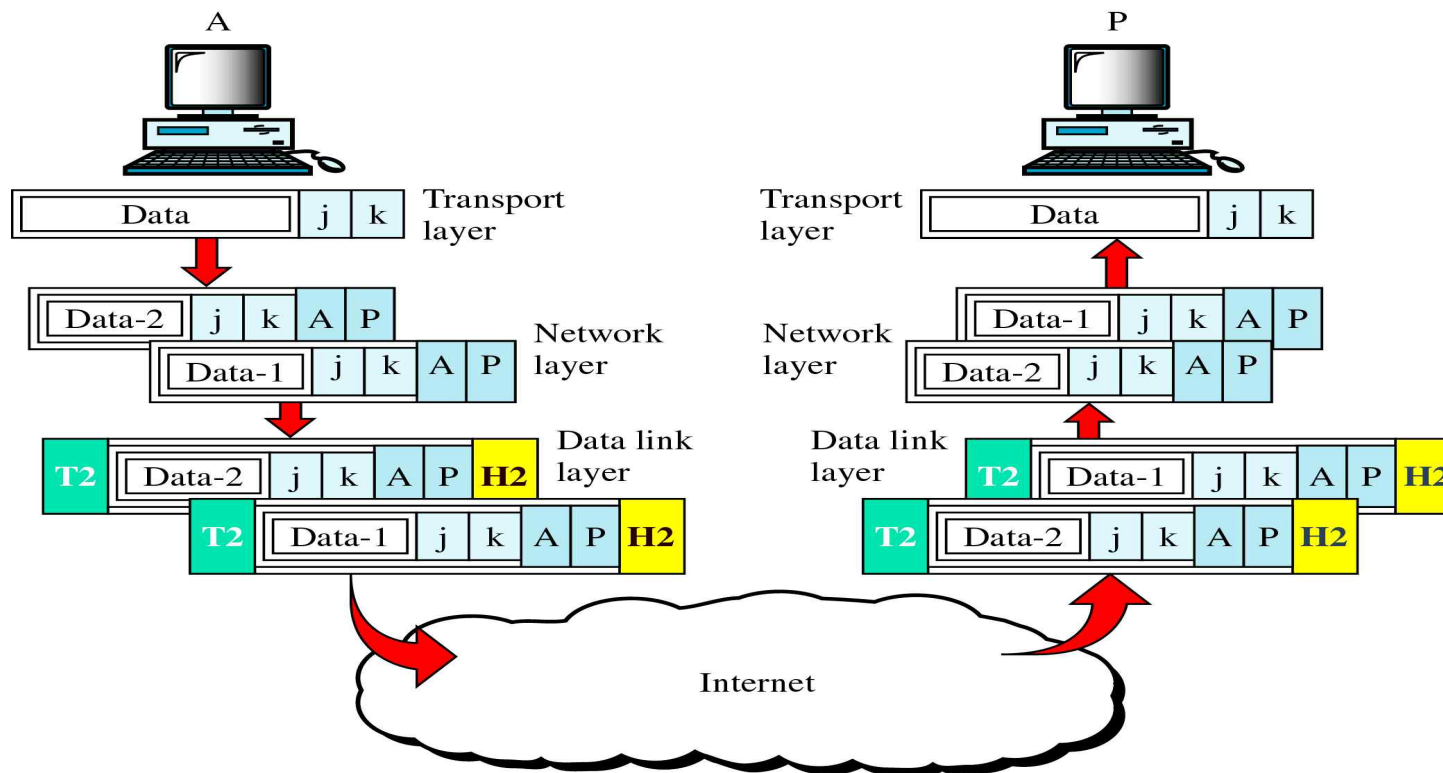 A
P
Data j k
Transport
layer
Transport
layer
Data j k
Data-2 j k A P
Data-1 j k A P
Network
layer
Network
layer
Data-1 j k A P
Data-2 j k A P
T2 Data-2 j k A P H2
T2 Data-1 j k A P H2
Data link
layer
Data link
layer
T2 Data-1 j k A P H2
T2 Data-2 j k A P H2
Internet